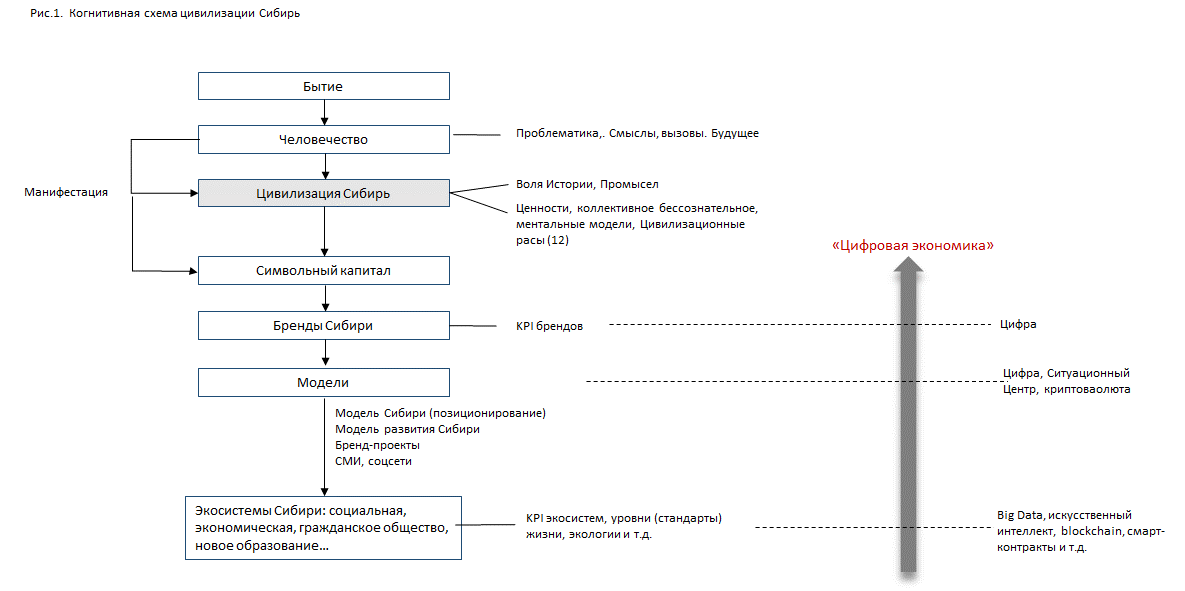 Рис.1. Когнитивная схема цивилизации Сибирь
Бытие
Человечество
Проблематика,. Смыслы, вызовы. Будущее
Манифестация
Цивилизация Сибирь
Воля Истории, Промысел
Ценности, коллективное бессознательное,
ментальные модели, Цивилизационные
расы (12)
«Цифровая экономика»
Символьный капитал
Бренды Сибири
KPI брендов
Цифра
Модели
Цифра, Ситуационный
Центр, криптоваолюта
Модель Сибири (позиционирование)
Модель развития Сибири
Бренд-проекты
СМИ, соцсети
Экосистемы Сибири: социальная,
экономическая, гражданское общество,
новое образование...
KPI экосистем, уровни (стандарты)
жизни, экологии и т.д.
Big Data, искусственный
интеллект, blockchain, смарт-
контракты и т.д.